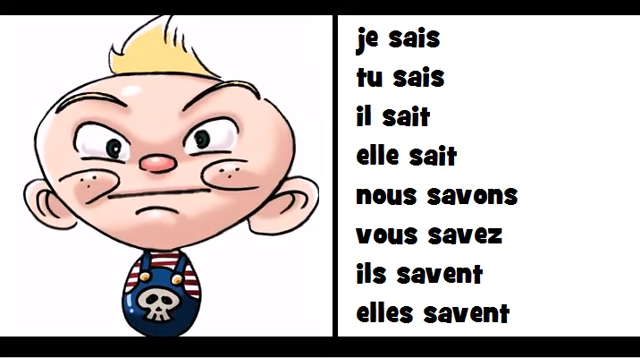 je sais
tu sais
il sait
elle sait
nous savons
vous savez
ils savent
elles savent